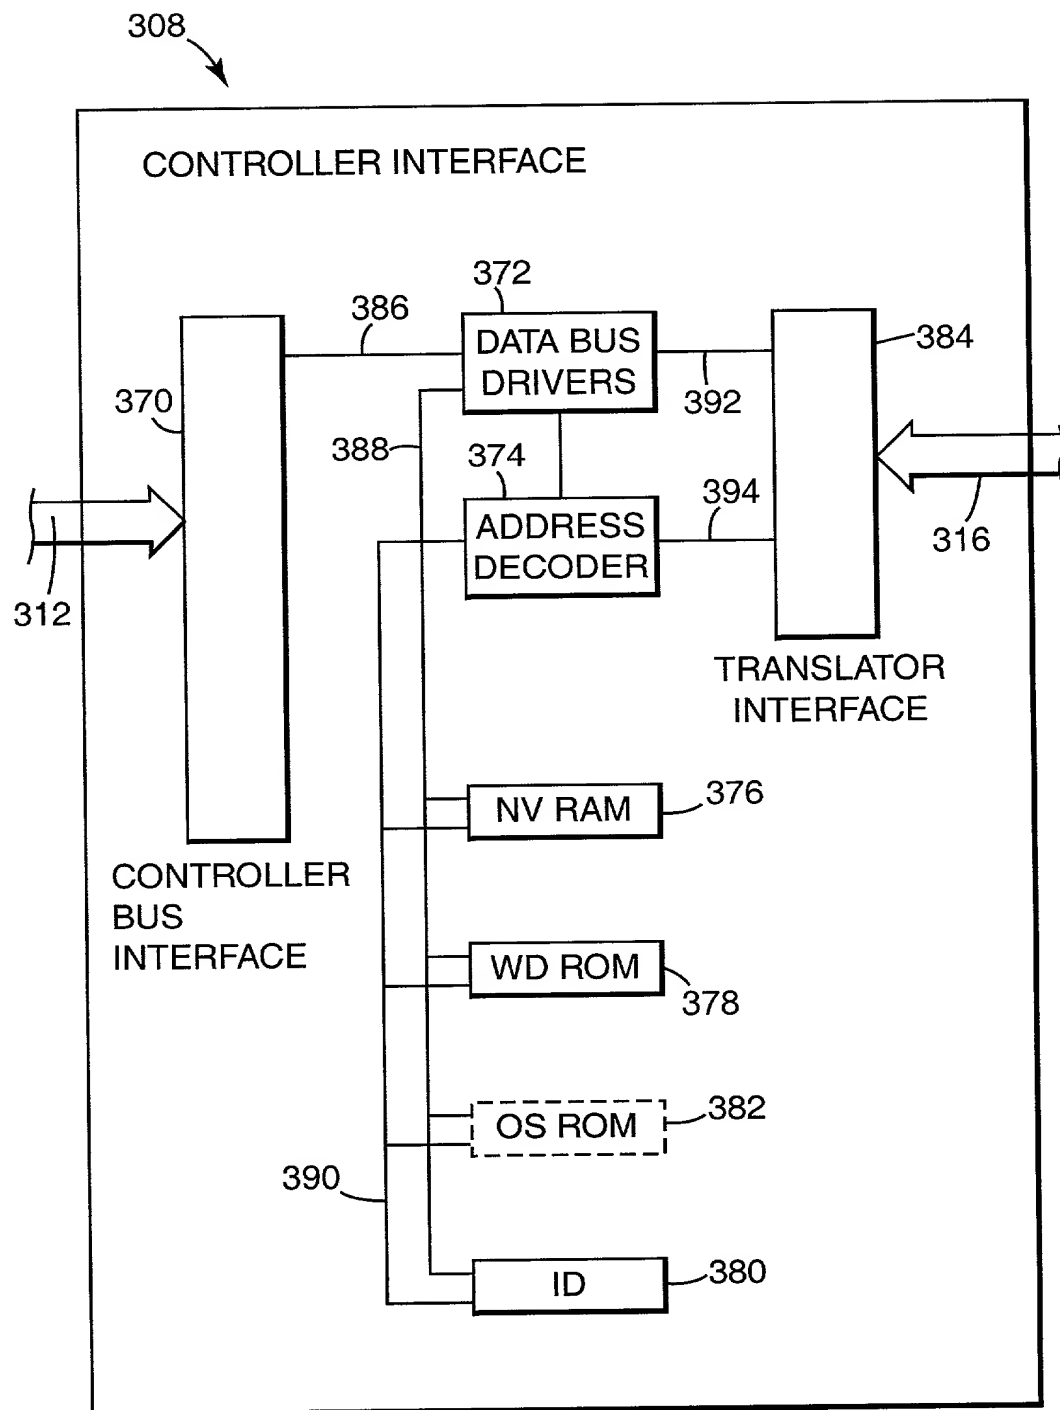 308
CONTROLLER INTERFACE
372
386
DATA BUS
DRIVERS
384
370
392
388
374
394
ADDRESS
DECODER
316
312
TRANSLATOR
INTERFACE
NV RAM
376
CONTROLLER
BUS
INTERFACE
WD ROM
378
OS ROM
382
390
ID
380